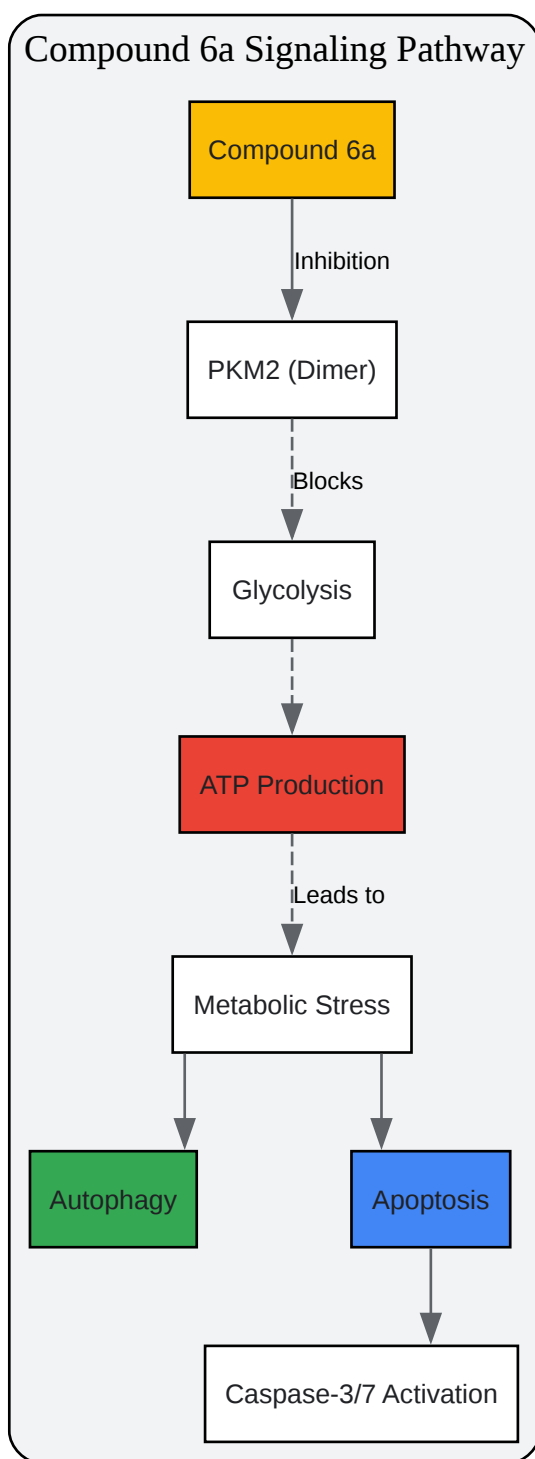 Compound 6a Signaling Pathway
Compound 6a
Inhibition
PKM2 (Dimer)
Blocks
Glycolysis
ATP Production
Leads to
Metabolic Stress
Autophagy
Apoptosis
Caspase-3/7 Activation